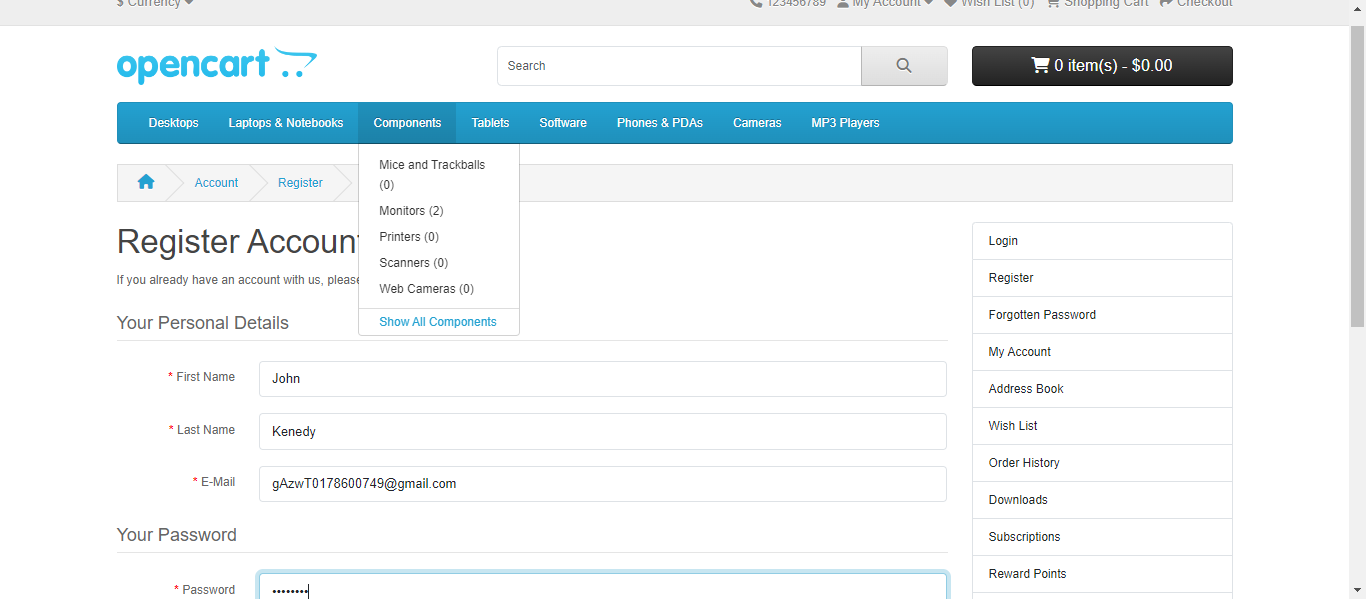 $ Currency
123456789 My Account Wish List (0) Shopping Cart Checkout
opencart
Search
0 item(s) - $0.00
Desktops Laptops & Notebooks Components Tablets Software Phones & PDAs Cameras MP3 Players
Mice and Trackballs
(0)
Monitors (2)
Printers (0)
Scanners (0)
Web Cameras (0)
Show All Components
Account Register
Register Account
If you already have an account with us, please
Your Personal Details
* First Name John
* Last Name Kenedy
* E-Mail gAzwT0178600749@gmail.com
Your Password
* Password ••••••••
Login
Register
Forgotten Password
My Account
Address Book
Wish List
Order History
Downloads
Subscriptions
Reward Points